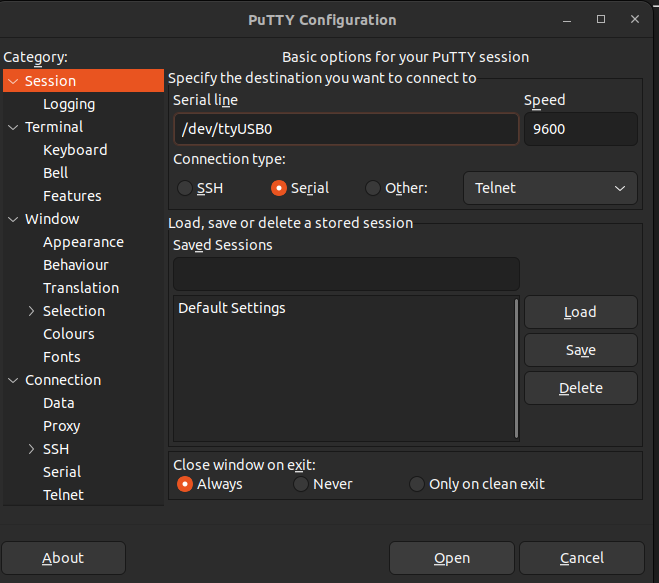 PuTTY Configuration
Category:
Session
Logging
Terminal
Keyboard
Bell
Features
Window
Appearance
Behaviour
Translation
Selection
Colours
Fonts
Connection
Data
Proxy
SSH
Serial
Telnet
Basic options for your PuTTY session
Specify the destination you want to connect to
Serial line Speed
/dev/ttyUSB0 9600
Connection type:
SSH Serial Other: Telnet
Load, save or delete a stored session
Saved Sessions
Default Settings
Load
Save
Delete
Close window on exit:
Always Never Only on clean exit
About Open Cancel